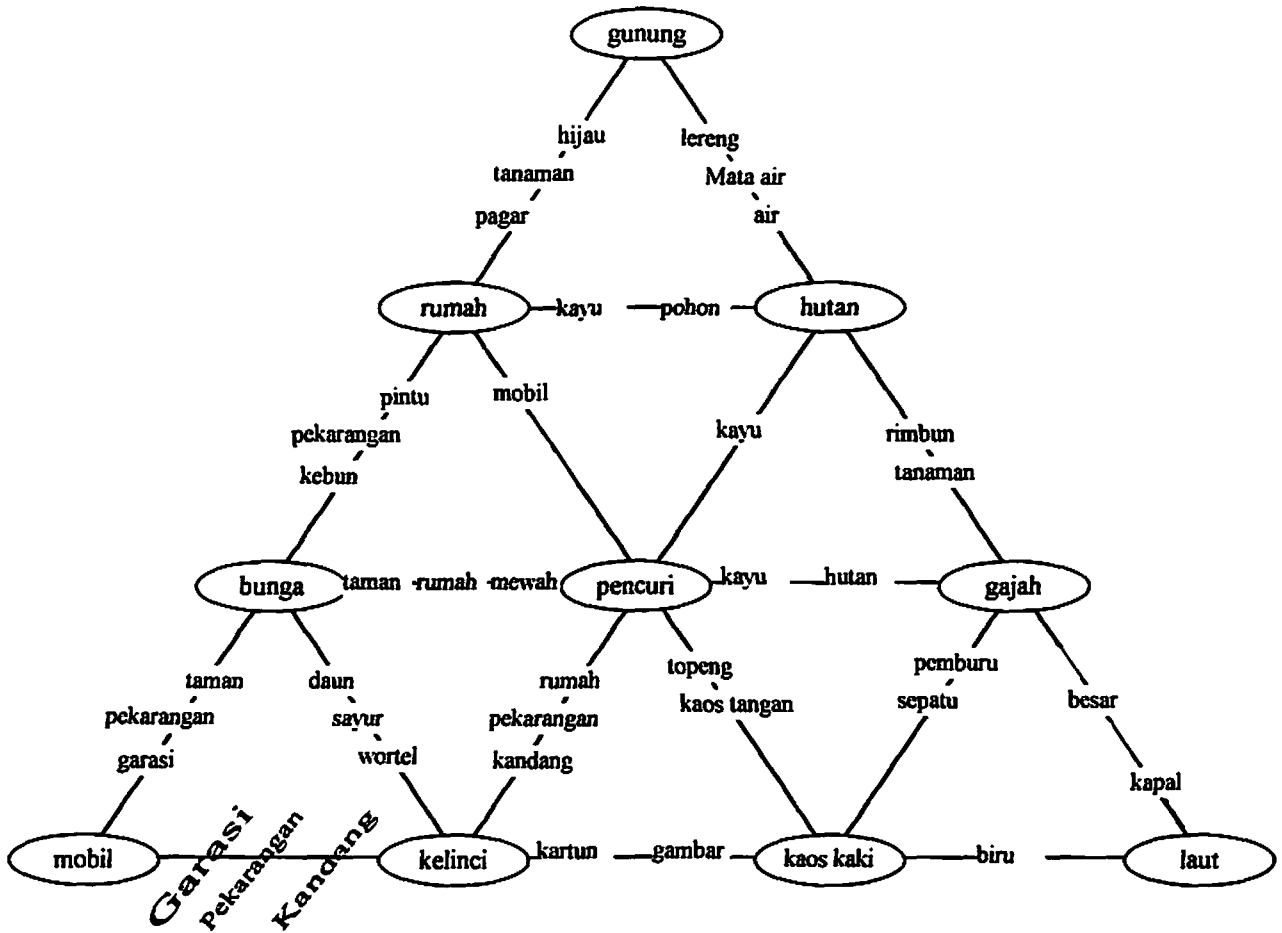 gunung
hijau lereng
tanaman Mata air
pagar air
rumah kayu pohon hutan
pintu mobil
pekarangan kayu rimbun
kebun tanaman
bunga taman rumah mewah pencuri kayu hutan gajah
taman daun rumah topeng pemburu
pekarangan sayur pekarangan kaos tangan sepatu besar
garasi wortel kandang kapal
mobil Garasi Pekarangan Kandang kelinci kartun gambar kaos kaki biru laut